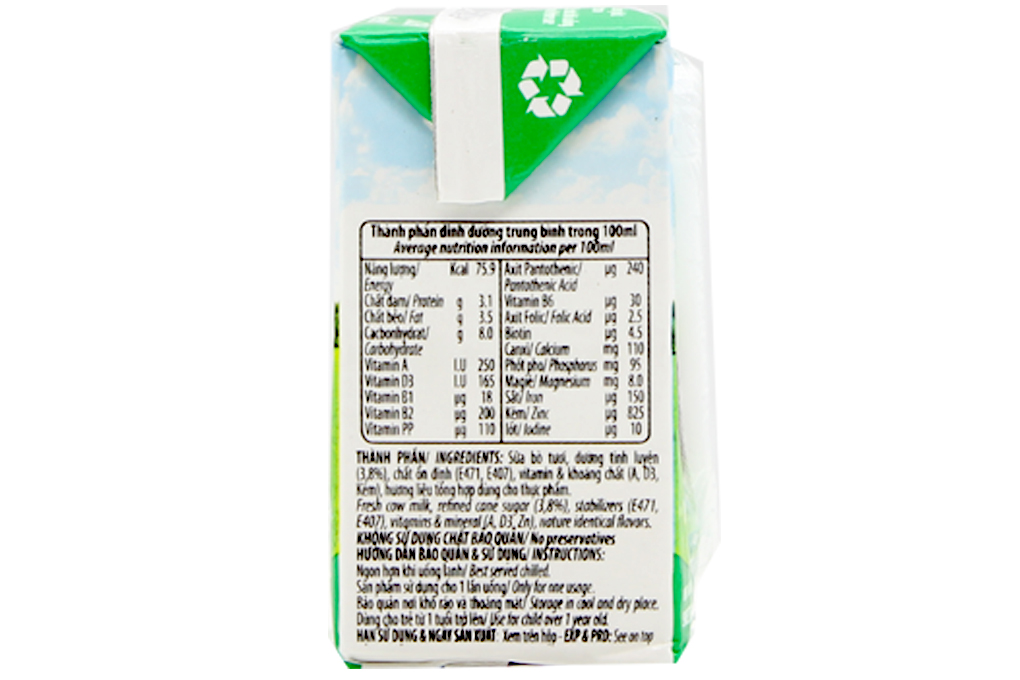 Thành phần dinh dưỡng trung bình trong 100ml
Average nutrition information per 100ml
Năng lượng/ Kcal 75.9
Energy
Chất đạm/ Protein g 3.1
Chất béo/ Fat g 3.5
Cacbonhydrat/ g 8.0
Carbohydrate
Vitamin A I.U 250
Vitamin D3 I.U 165
Vitamin B1 µg 18
Vitamin B2 µg 200
Vitamin PP µg 110
Axit Pantothenic/ µg 240
Pantothenic Acid
Vitamin B6 µg 30
Axit Folic/ Folic Acid µg 2.5
Biotin µg 4.5
Canxi/ Calcium mg 110
Phốt pho/ Phosphorus mg 95
Magiê/ Magnesium mg 8.0
Sắt/ Iron µg 150
Kẽm/ Zinc µg 825
Iốt/ Iodine µg 10
THÀNH PHẦN/ INGREDIENTS: Sữa bò tươi, đường tinh luyện
(3,8%), chất ổn định (E471, E407), vitamin & khoáng chất (A, D3,
Kẽm), hương liệu tổng hợp dùng cho thực phẩm.
Fresh cow milk, refined cane sugar (3,8%), stabilizers (E471,
E407), vitamins & mineral (A, D3, Zn), nature identical flavors.
KHÔNG SỬ DỤNG CHẤT BẢO QUẢN/ No preservatives
HƯỚNG DẪN BẢO QUẢN & SỬ DỤNG/ INSTRUCTIONS:
Ngon hơn khi uống lạnh/ Best served chilled.
Sản phẩm sử dụng cho 1 lần uống/ Only for one usage.
Bảo quản nơi khô ráo và thoáng mát/ Storage in cool and dry place.
Dùng cho trẻ từ 1 tuổi trở lên/ Use for child over 1 year old.
HẠN SỬ DỤNG & NGÀY SẢN XUẤT: Xem trên hộp - EXP & PRD: See on top